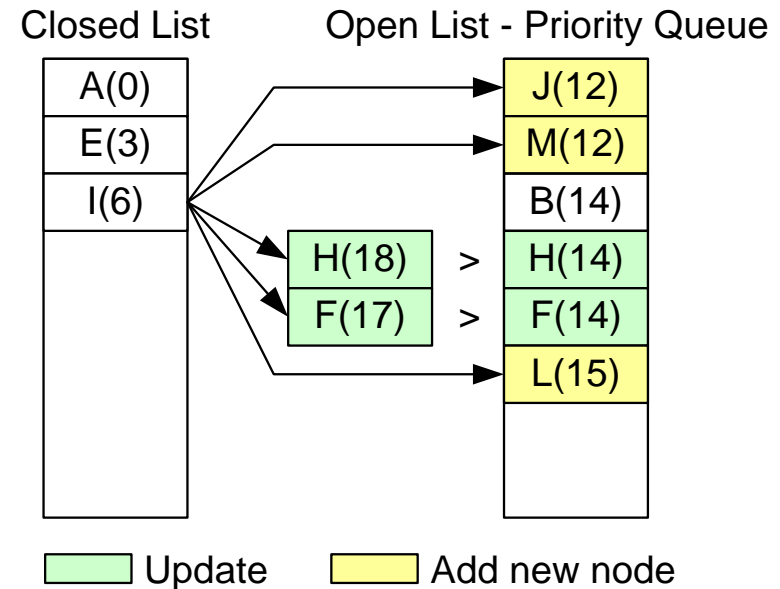 Closed List Open List - Priority Queue
A(0) J(12)
E(3) M(12)
I(6) B(14)
H(18) > H(14)
F(17) > F(14)
L(15)
Update Add new node